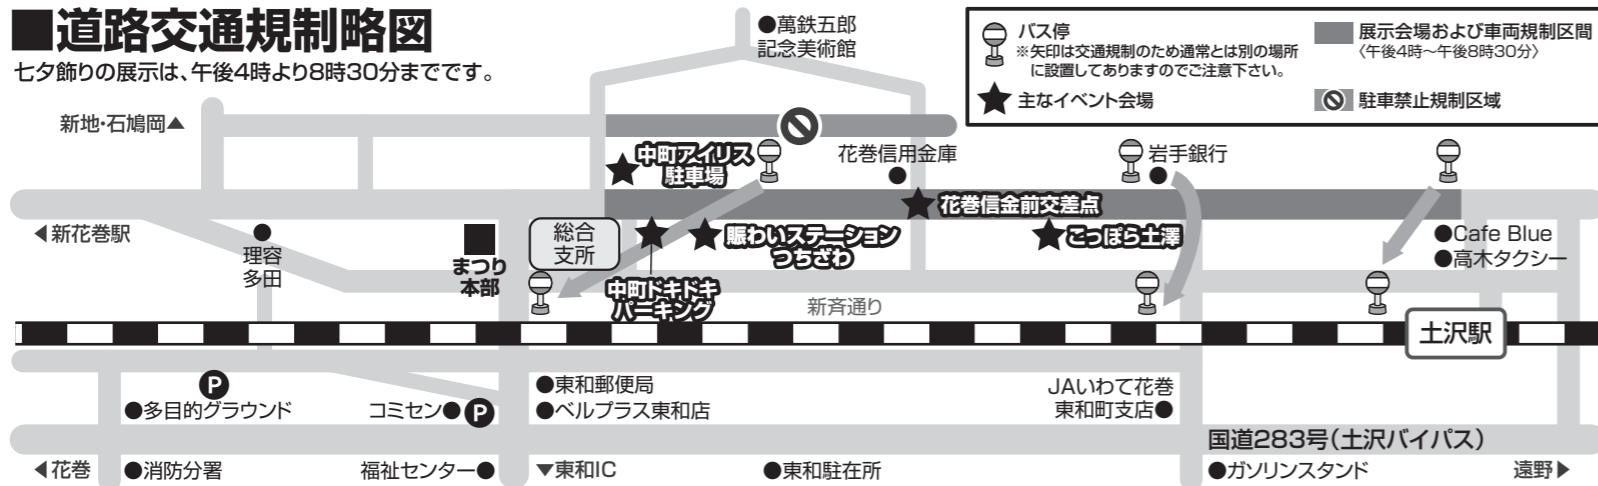 ■道路交通規制略図
七夕飾りの展示は、午後4時より8時30分までです。
●萬鉄五郎
記念美術館
バス停
※矢印は交通規制のため通常とは別の場所
に設置してありますのでご注意下さい。
主なイベント会場
展示会場および車両規制区間
〈午後4時～午後8時30分〉
駐車禁止規制区域
新地・石鳩岡▲
中町アイリス
駐車場
花巻信用金庫
岩手銀行
花巻信金前交差点
◀新花巻駅
理容
多田
まつり
本部
総合
支所
賑わいステーション
つちざわ
こっぽら土澤
●Cafe Blue
●高木タクシー
中町ドキドキ
パーキング
新斉通り
土沢駅
P
●多目的グラウンド
コミセン●P
●東和郵便局
●ベルプラス東和店
JAいわて花巻
東和町支店●
国道283号(土沢バイパス)
◀花巻
●消防分署
福祉センター●
▼東和IC
●東和駐在所
●ガソリンスタンド
遠野▶